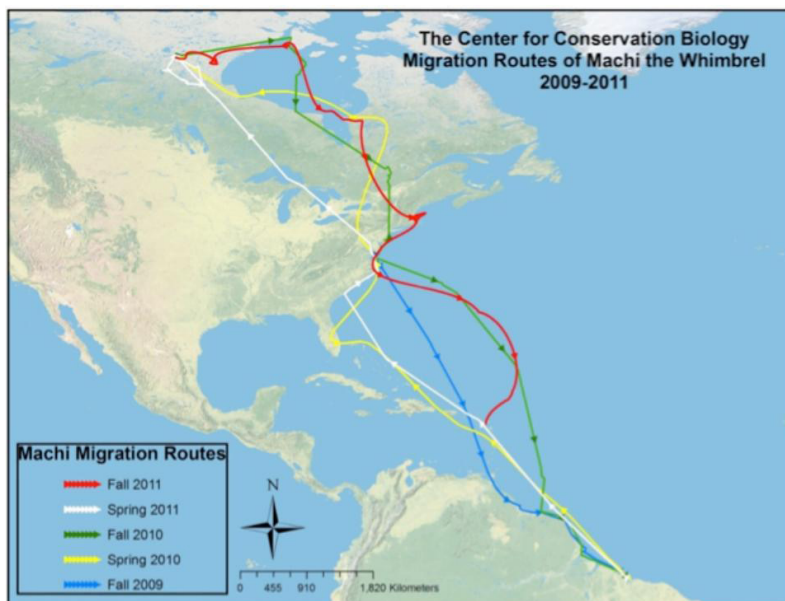 The Center for Conservation Biology
Migration Routes of Machi the Whimbrel
2009-2011
Machi Migration Routes
Fall 2011
Spring 2011
Fall 2010
Spring 2010
Fall 2009
N
0 455 910 1,820 Kilometers